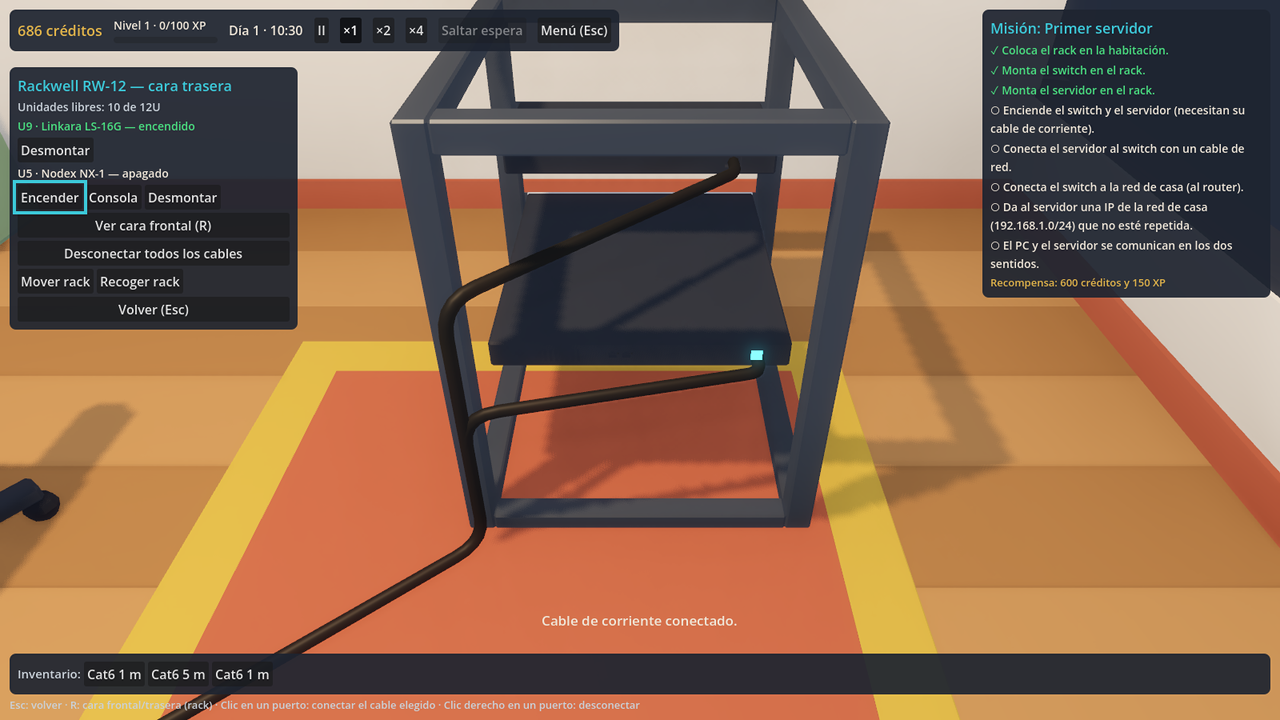 686 créditos
Nivel 1 · 0/100 XP
Día 1 · 10:30
II
×1
×2
×4
Saltar espera
Menú (Esc)
Rackwell RW-12 — cara trasera
Unidades libres: 10 de 12U
U9 · Linkara LS-16G — encendido
Desmontar
U5 · Nodex NX-1 — apagado
Encender
Consola
Desmontar
Ver cara frontal (R)
Desconectar todos los cables
Mover rack
Recoger rack
Volver (Esc)
Misión: Primer servidor
✓ Coloca el rack en la habitación.
✓ Monta el switch en el rack.
✓ Monta el servidor en el rack.
○ Enciende el switch y el servidor (necesitan su
cable de corriente).
○ Conecta el servidor al switch con un cable de
red.
○ Conecta el switch a la red de casa (al router).
○ Da al servidor una IP de la red de casa
(192.168.1.0/24) que no esté repetida.
○ El PC y el servidor se comunican en los dos
sentidos.
Recompensa: 600 créditos y 150 XP
Cable de corriente conectado.
Inventario:
Cat6 1 m
Cat6 5 m
Cat6 1 m
Esc: volver · R: cara frontal/trasera (rack) · Clic en un puerto: conectar el cable elegido · Clic derecho en un puerto: desconectar